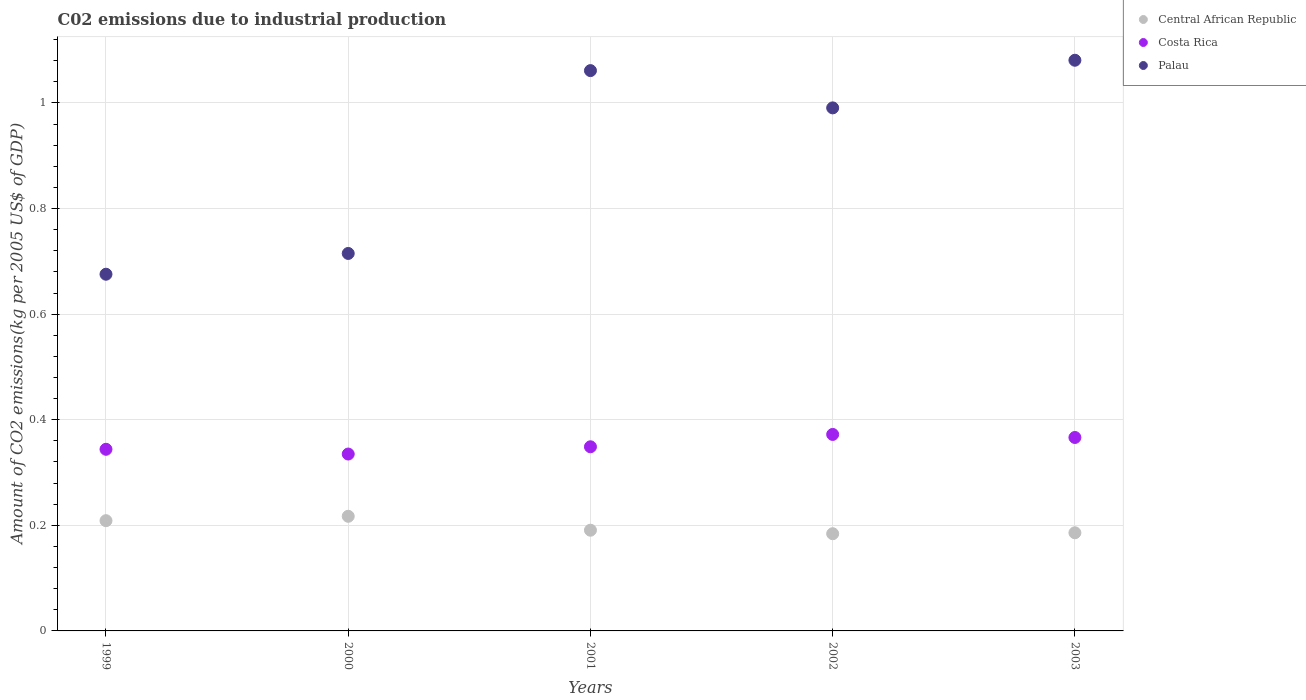 C02 emissions due to industrial production
Central African Republic
Costa Rica
Palau
Amount of CO2 emissions(kg per 2005 US$ of GDP)
1
0.8
0.6
0.4
0.2
0
1999
2000
2001
2002
2003
Years